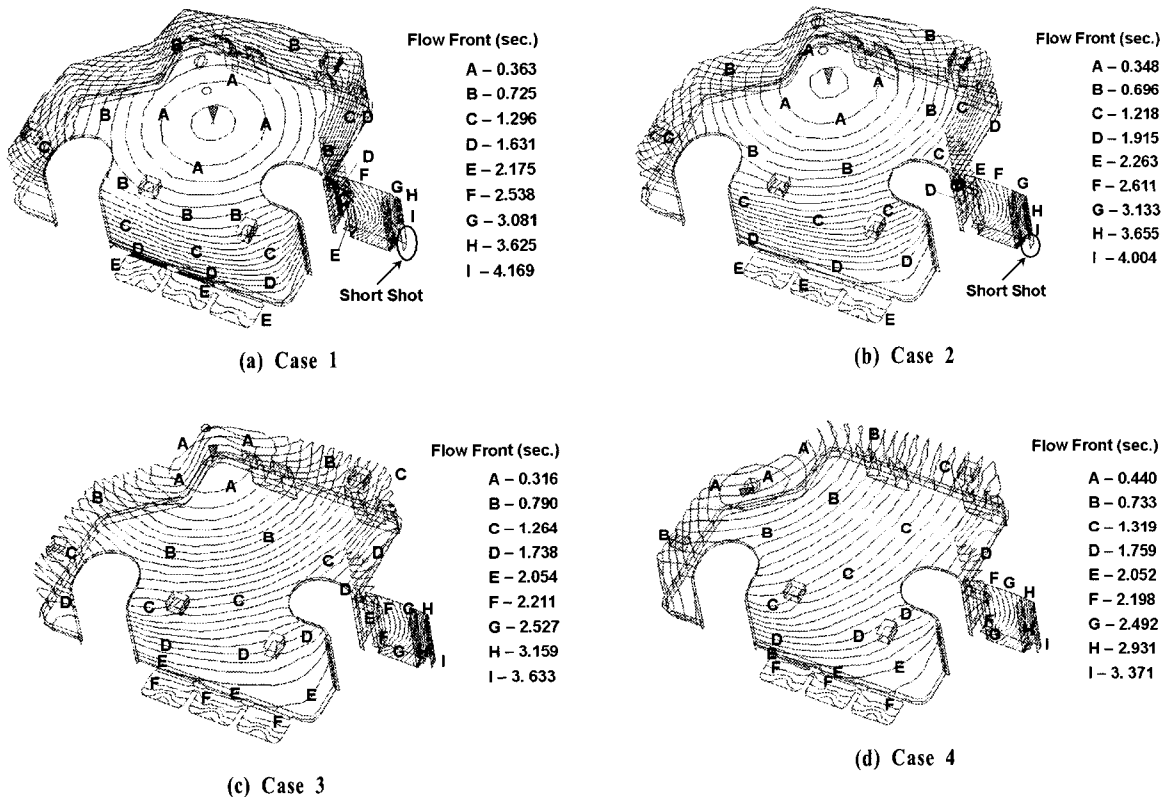 Flow Front (sec.)
A – 0.363
B – 0.725
C – 1.296
D – 1.631
E – 2.175
F – 2.538
G – 3.081
H – 3.625
I – 4.169
Short Shot
(a) Case 1
Flow Front (sec.)
A – 0.348
B – 0.696
C – 1.218
D – 1.915
E – 2.263
F – 2.611
G – 3.133
H – 3.655
I – 4.004
Short Shot
(b) Case 2
Flow Front (sec.)
A – 0.316
B – 0.790
C – 1.264
D – 1.738
E – 2.054
F – 2.211
G – 2.527
H – 3.159
I – 3. 633
(c) Case 3
Flow Front (sec.)
A – 0.440
B – 0.733
C – 1.319
D – 1.759
E – 2.052
F – 2.198
G – 2.492
H – 2.931
I – 3. 371
(d) Case 4